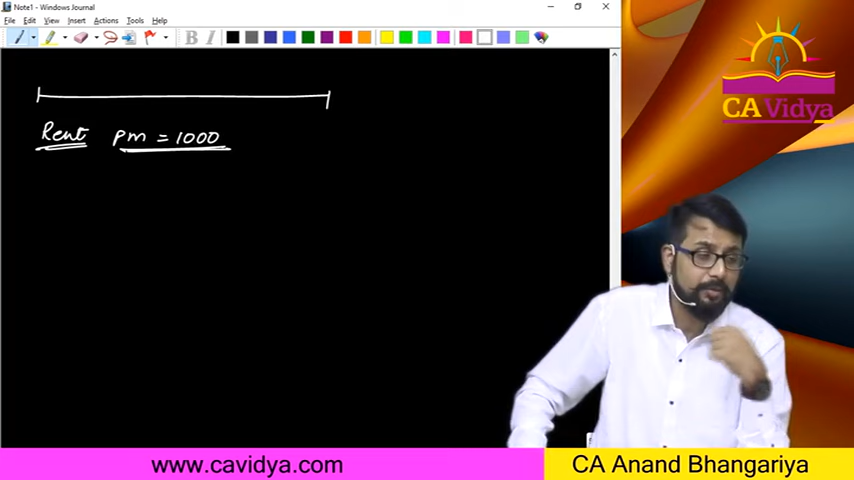 Note1 - Windows Journal
File Edit View Insert Actions Tools Help
B I
Rent pm = 1000
CA Vidya
www.cavidya.com
CA Anand Bhangariya